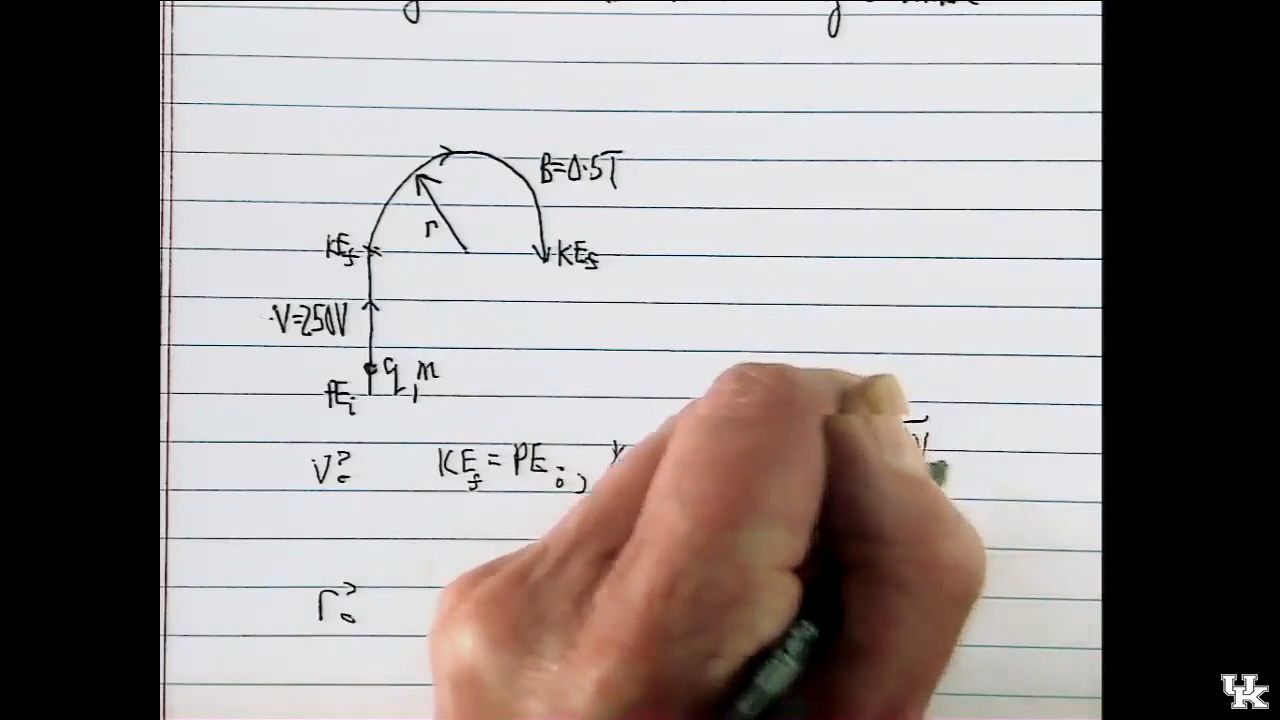 B=0.5T
r
KEf
KEf
V=250V
q, m
PEi
v? KEf = PEi,
r?
UK